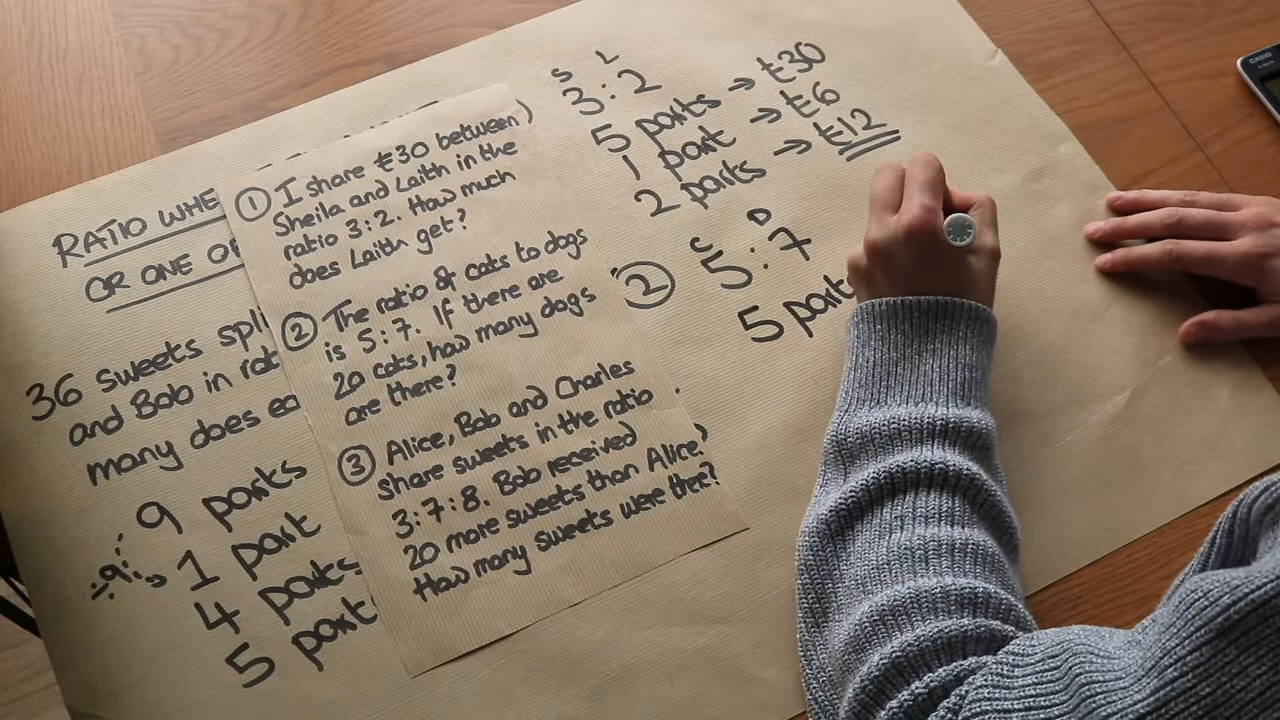 RATIO WHE
OR ONE OF
36 sweets spli
and Bob in rat
many does ea
9 parts
÷9
1 part
4 parts
5 part
① I share £30 between
Sheila and Laith in the
ratio 3:2. How much
does Laith get?
② The ratio of cats to dogs
is 5:7. If there are
20 cats, how many dogs
are there?
③ Alice, Bob and Charles
share sweets in the ratio
3:7:8. Bob received
20 more sweets than Alice.
How many sweets were there?
S L
3:2
5 parts → £30
1 part → £6
2 parts → £12
② C D
5:7
5 part
CASIO